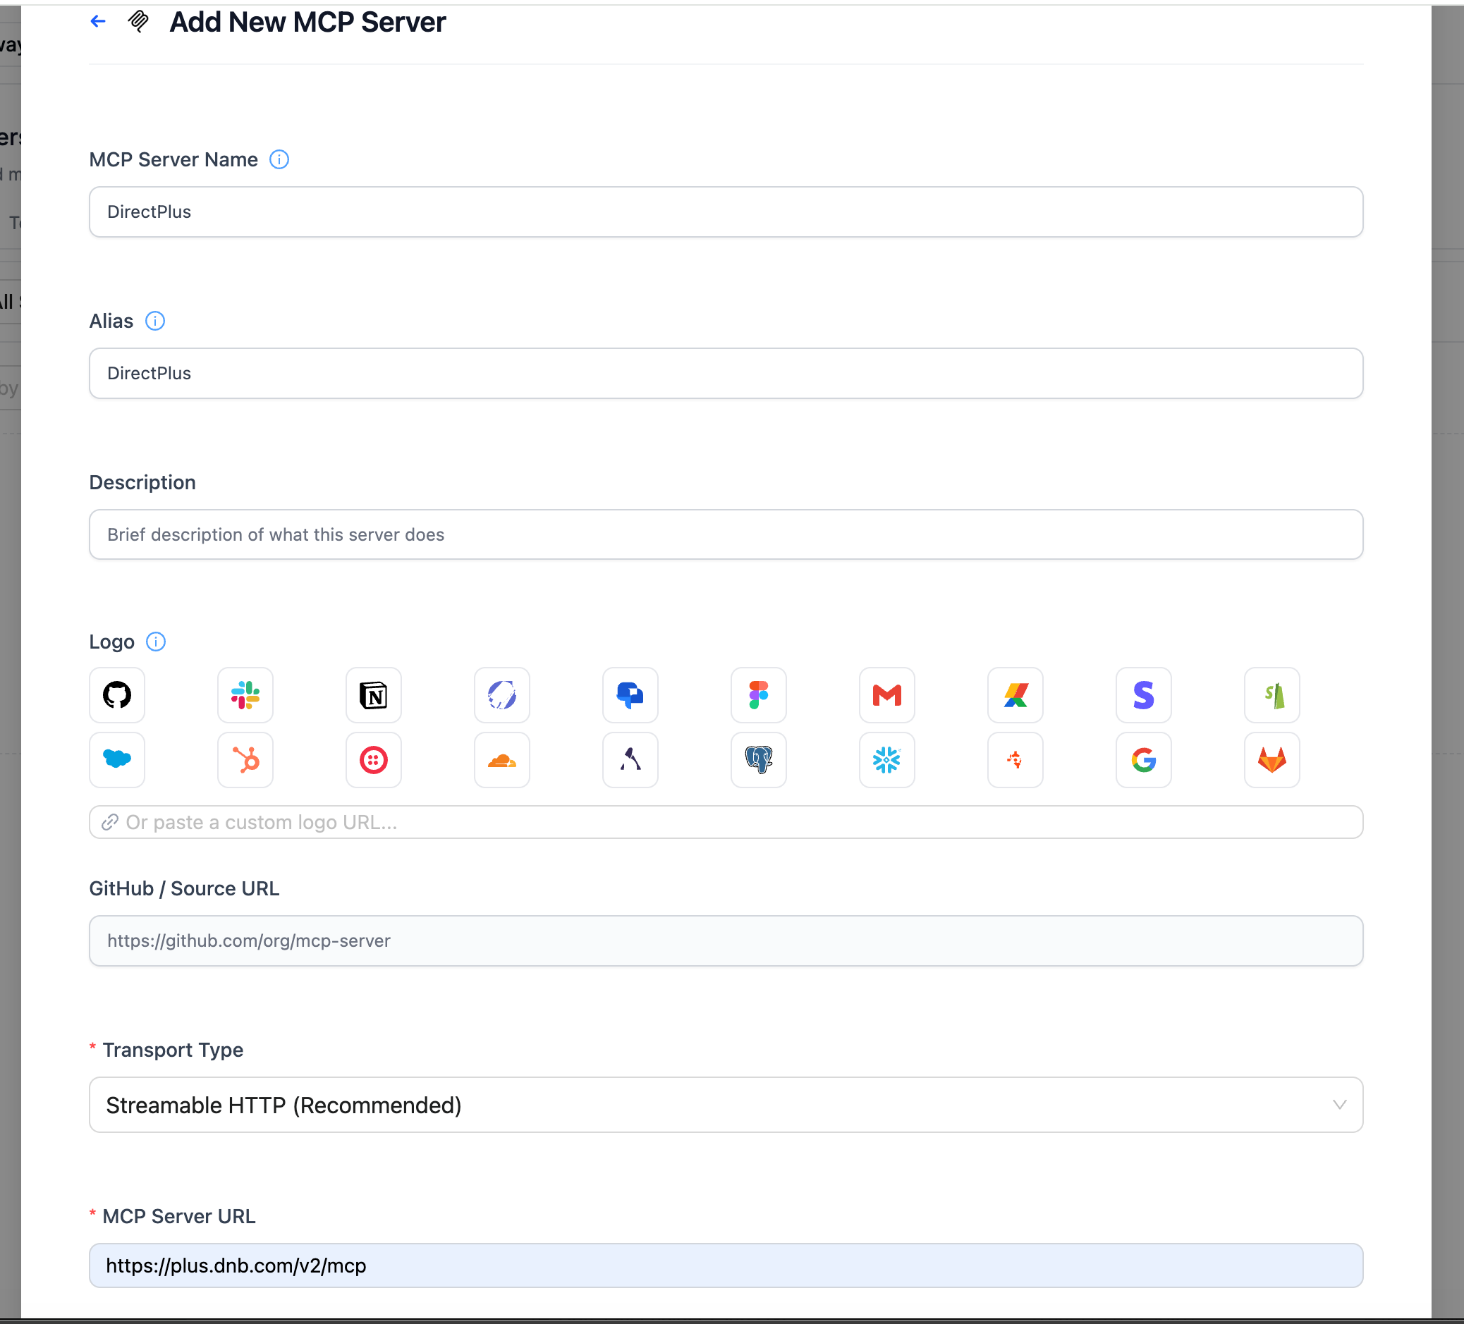 Add New MCP Server
MCP Server Name
DirectPlus
Alias
DirectPlus
Description
Brief description of what this server does
Logo
Or paste a custom logo URL...
GitHub / Source URL
https://github.com/org/mcp-server
* Transport Type
Streamable HTTP (Recommended)
* MCP Server URL
https://plus.dnb.com/v2/mcp